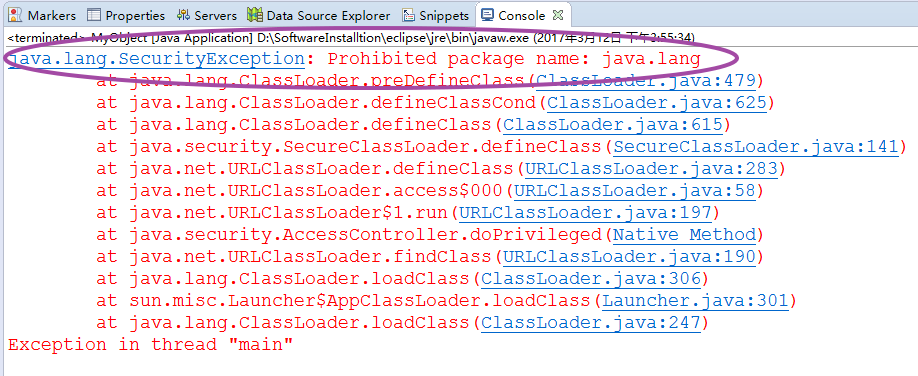 Markers Properties Servers Data Source Explorer Snippets Console
<terminated> MyObject [Java Application] D:\SoftwareInstalltion\eclipse\jre\bin\javaw.exe (2017年3月12日 下午2:55:34)
java.lang.SecurityException: Prohibited package name: java.lang
at java.lang.ClassLoader.preDefineClass(ClassLoader.java:479)
at java.lang.ClassLoader.defineClassCond(ClassLoader.java:625)
at java.lang.ClassLoader.defineClass(ClassLoader.java:615)
at java.security.SecureClassLoader.defineClass(SecureClassLoader.java:141)
at java.net.URLClassLoader.defineClass(URLClassLoader.java:283)
at java.net.URLClassLoader.access$000(URLClassLoader.java:58)
at java.net.URLClassLoader$1.run(URLClassLoader.java:197)
at java.security.AccessController.doPrivileged(Native Method)
at java.net.URLClassLoader.findClass(URLClassLoader.java:190)
at java.lang.ClassLoader.loadClass(ClassLoader.java:306)
at sun.misc.Launcher$AppClassLoader.loadClass(Launcher.java:301)
at java.lang.ClassLoader.loadClass(ClassLoader.java:247)
Exception in thread "main"